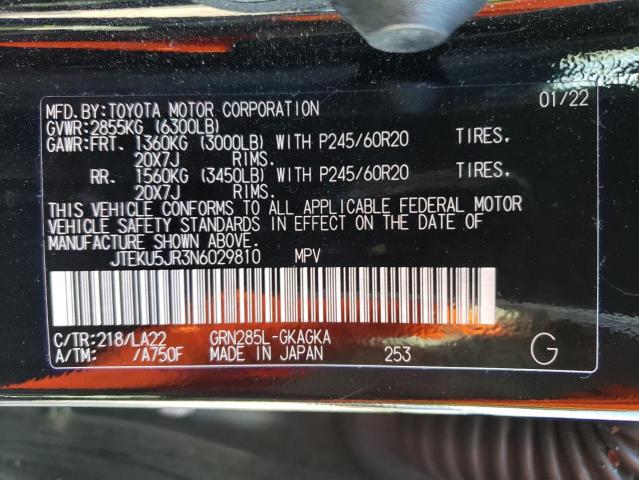 MFD.BY:TOYOTA MOTOR CORPORATION 01/22
GVWR:2855KG (6300LB)
GAWR:FRT. 1360KG (3000LB) WITH P245/60R20 TIRES,
20X7J RIMS.
RR. 1560KG (3450LB) WITH P245/60R20 TIRES,
20X7J RIMS.
THIS VEHICLE CONFORMS TO ALL APPLICABLE FEDERAL MOTOR
VEHICLE SAFETY STANDARDS IN EFFECT ON THE DATE OF
MANUFACTURE SHOWN ABOVE.
JTEKU5JR3N6029810 MPV
C/TR:218/LA22 GRN285L-GKAGKA
A/TM: /A750F MADE IN JAPAN 253 G